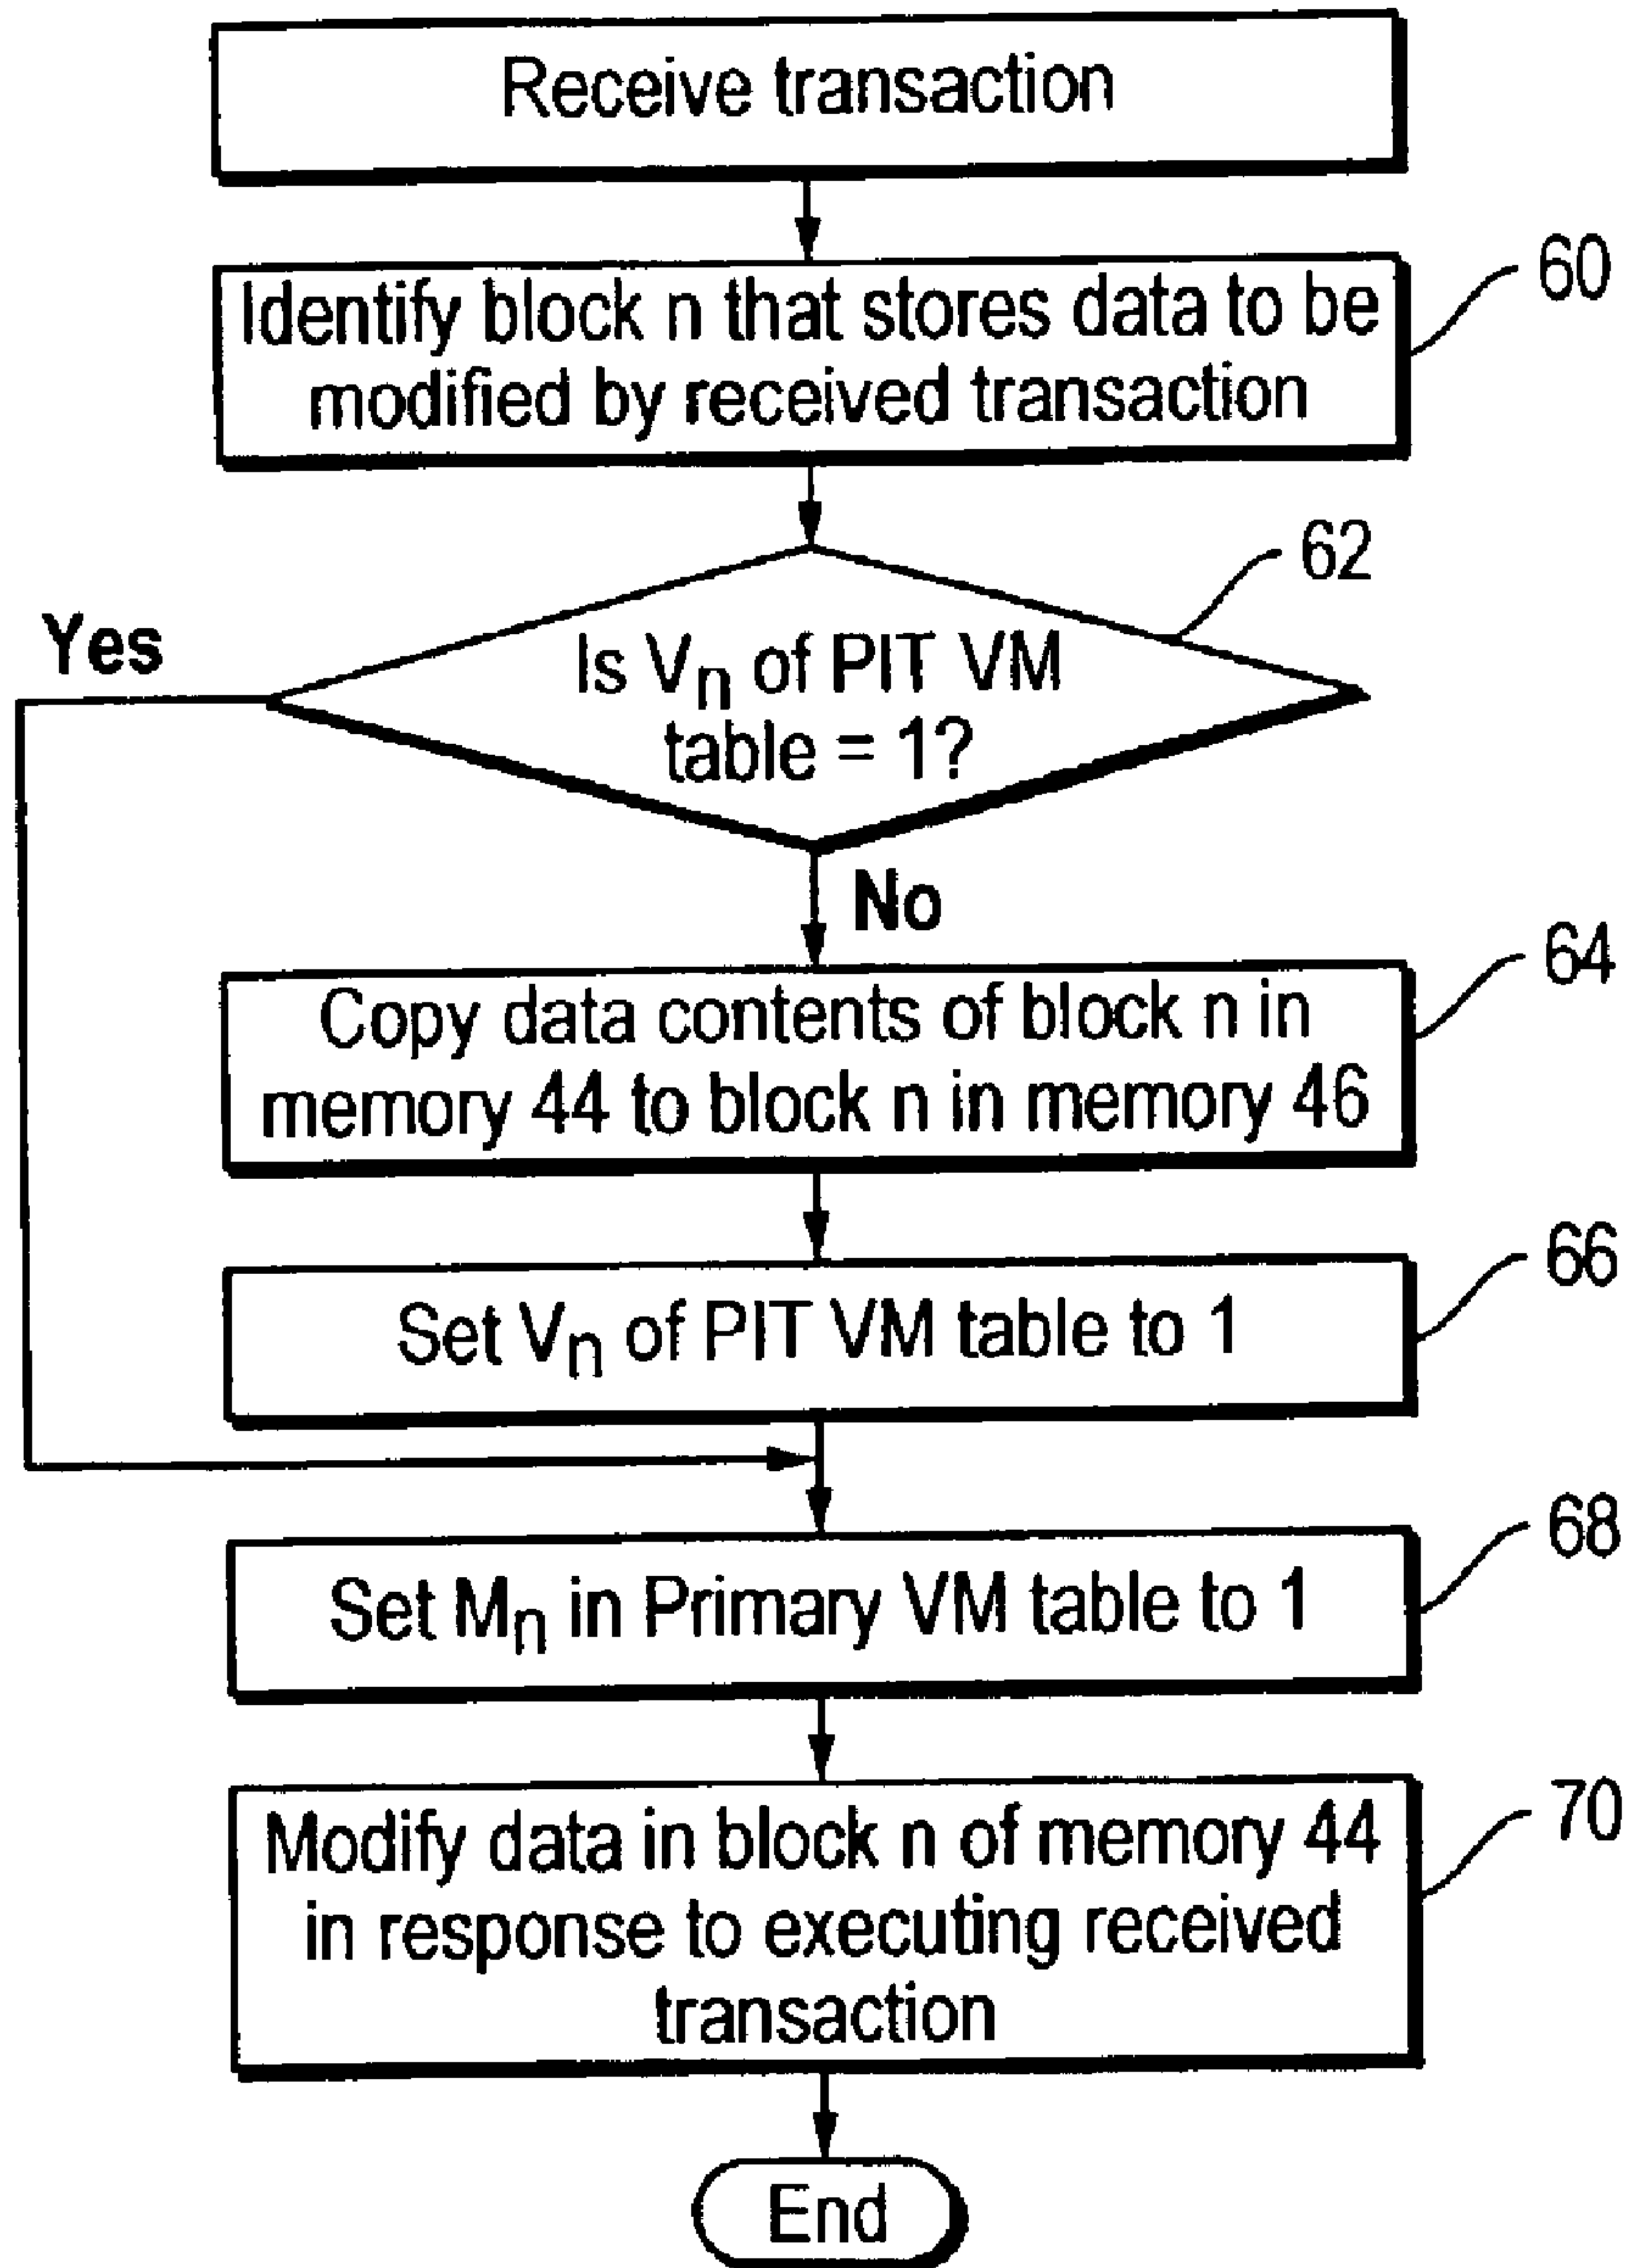 Receive transaction
60
Identify block n that stores data to be
modified by received transaction
62
Yes
Is Vn of PIT VM
table = 1?
No
64
Copy data contents of block n in
memory 44 to block n in memory 46
66
Set Vn of PIT VM table to 1
68
Set Mn in Primary VM table to 1
70
Modify data in block n of memory 44
in response to executing received
transaction
End